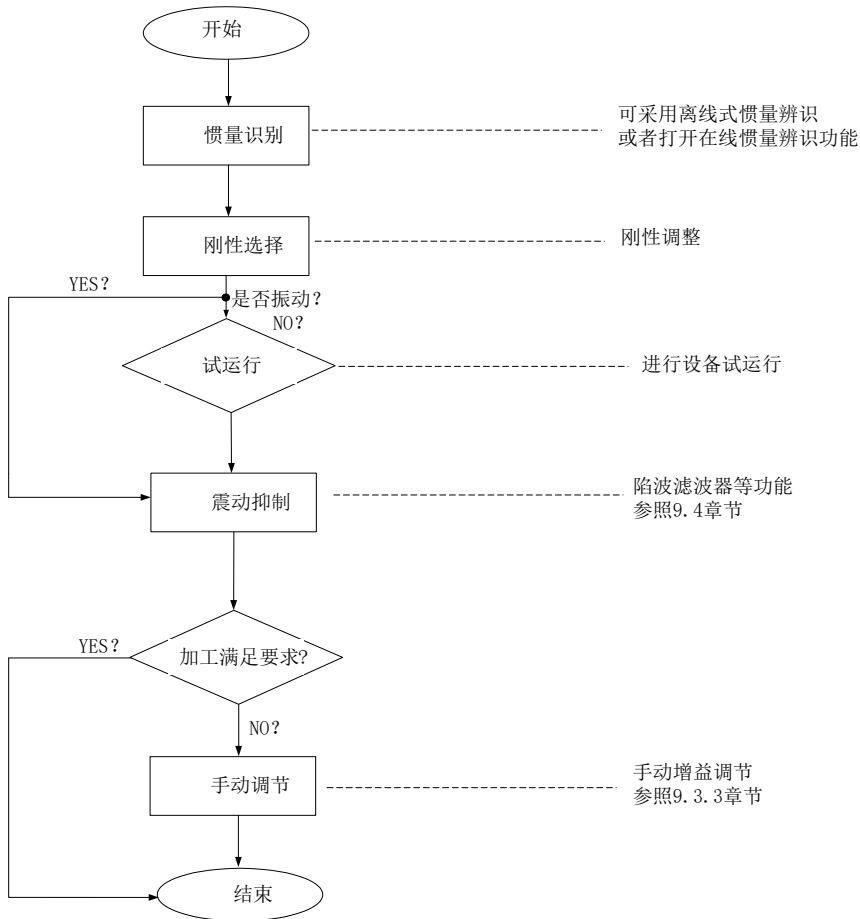 开始
惯量识别
可采用离线式惯量辨识
或者打开在线惯量辨识功能
刚性选择
刚性调整
YES?
是否振动?
NO?
试运行
进行设备试运行
震动抑制
陷波滤波器等功能
参照9.4章节
YES?
加工满足要求?
NO?
手动调节
手动增益调节
参照9.3.3章节
结束